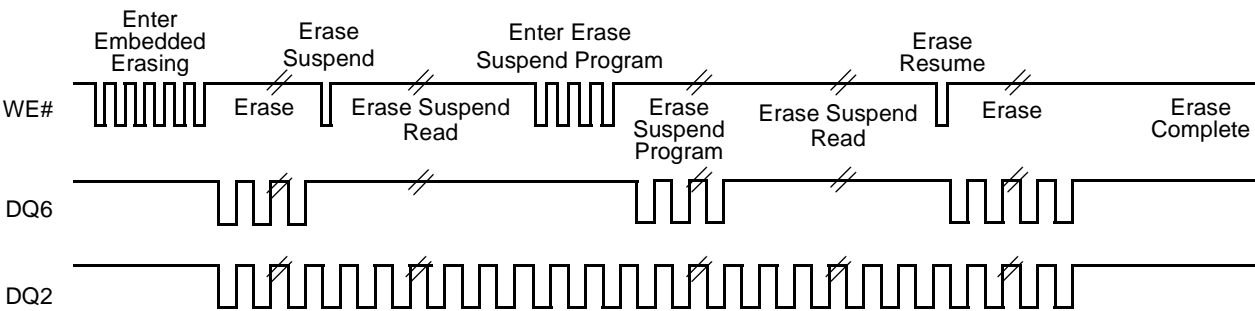 Enter
Embedded
Erasing
Erase
Suspend
Enter Erase
Suspend Program
Erase
Resume
WE#
Erase
Erase Suspend
Read
Erase
Suspend
Program
Erase Suspend
Read
Erase
Erase
Complete
DQ6
DQ2